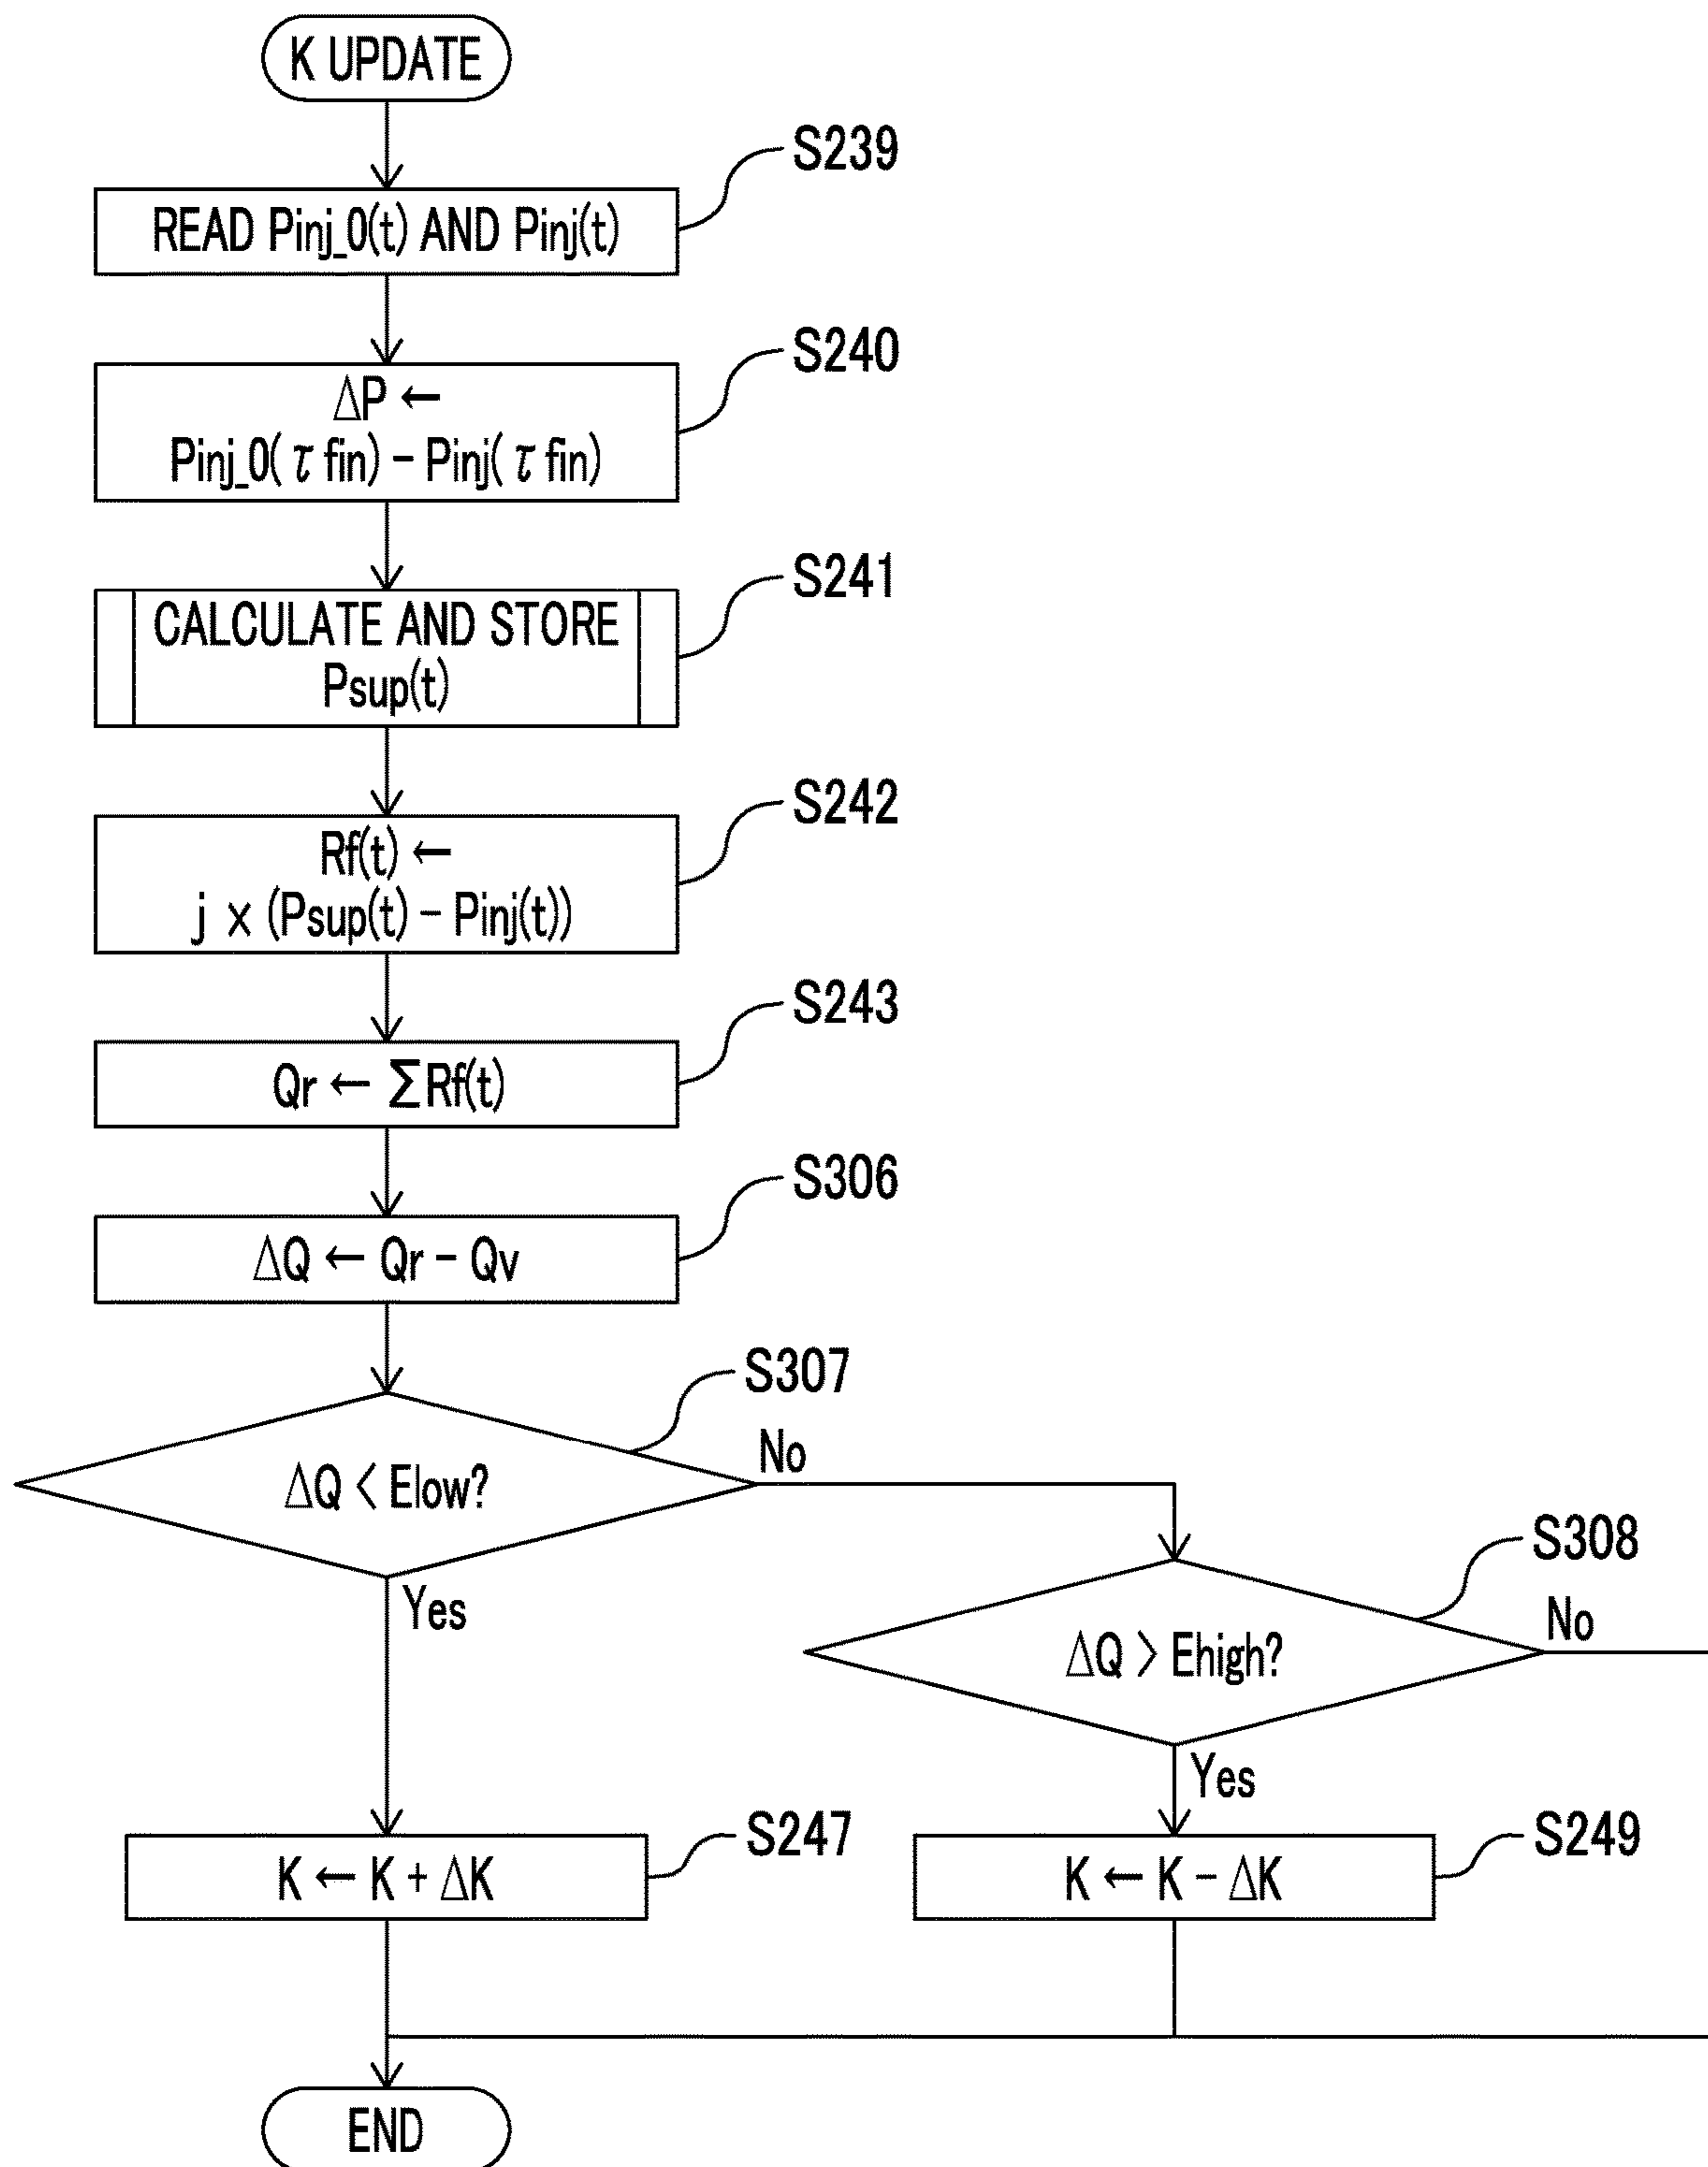 K UPDATE
S239
READ Pinj_0(t) AND Pinj(t)
S240
ΔP ←
Pinj_0( τ fin) − Pinj( τ fin)
S241
CALCULATE AND STORE
Psup(t)
S242
Rf(t) ←
j × (Psup(t) − Pinj(t))
S243
Qr ← ΣRf(t)
S306
ΔQ ← Qr − Qv
S307
ΔQ < Elow?
No
Yes
S308
ΔQ > Ehigh?
No
Yes
S247
K ← K + ΔK
S249
K ← K − ΔK
END